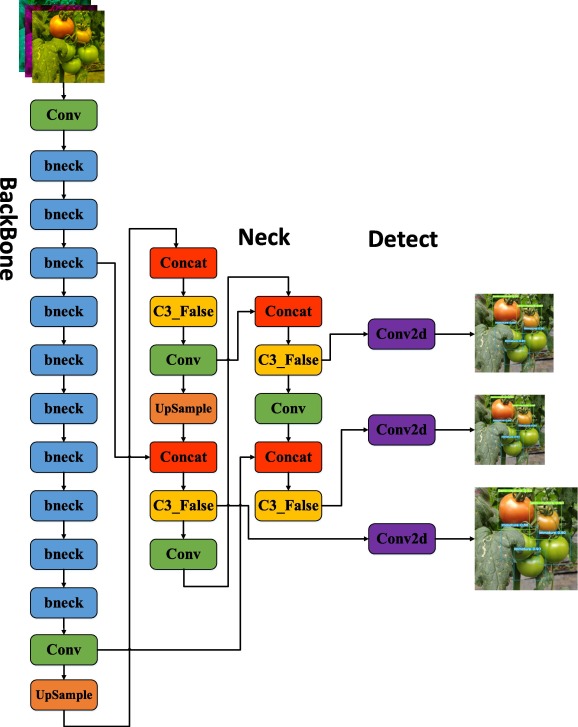 BackBone
Conv
bneck
bneck
bneck
bneck
bneck
bneck
bneck
bneck
bneck
bneck
Conv
UpSample
Neck
Concat
C3_False
Conv
UpSample
Concat
C3_False
Conv
Concat
C3_False
Conv
Concat
C3_False
Detect
Conv2d
Conv2d
Conv2d